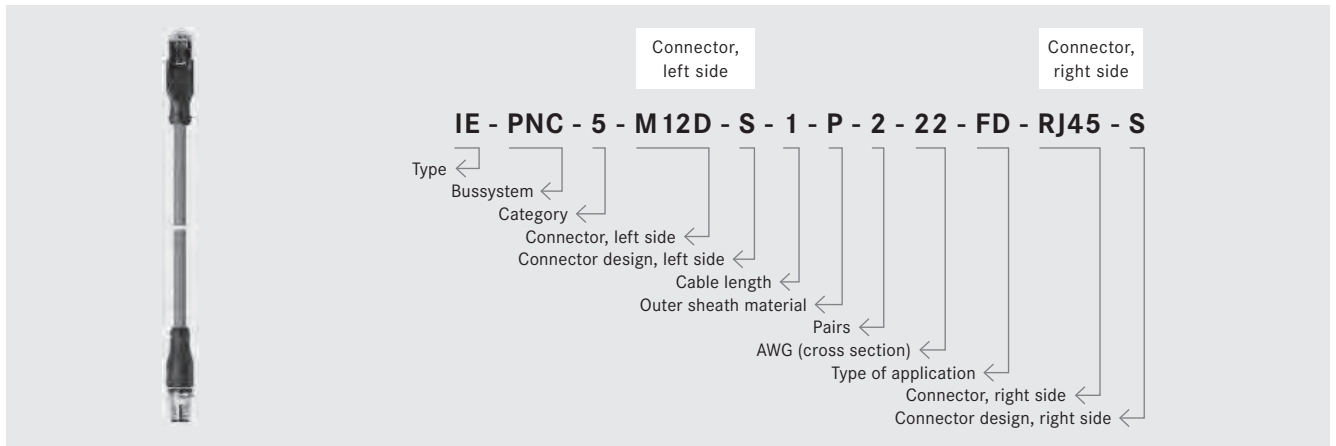 Connector,
left side
Connector,
right side
IE - PNC - 5 - M12D - S - 1 - P - 2 - 22 - FD - RJ45 - S
Type
Bussystem
Category
Connector, left side
Connector design, left side
Cable length
Outer sheath material
Pairs
AWG (cross section)
Type of application
Connector, right side
Connector design, right side